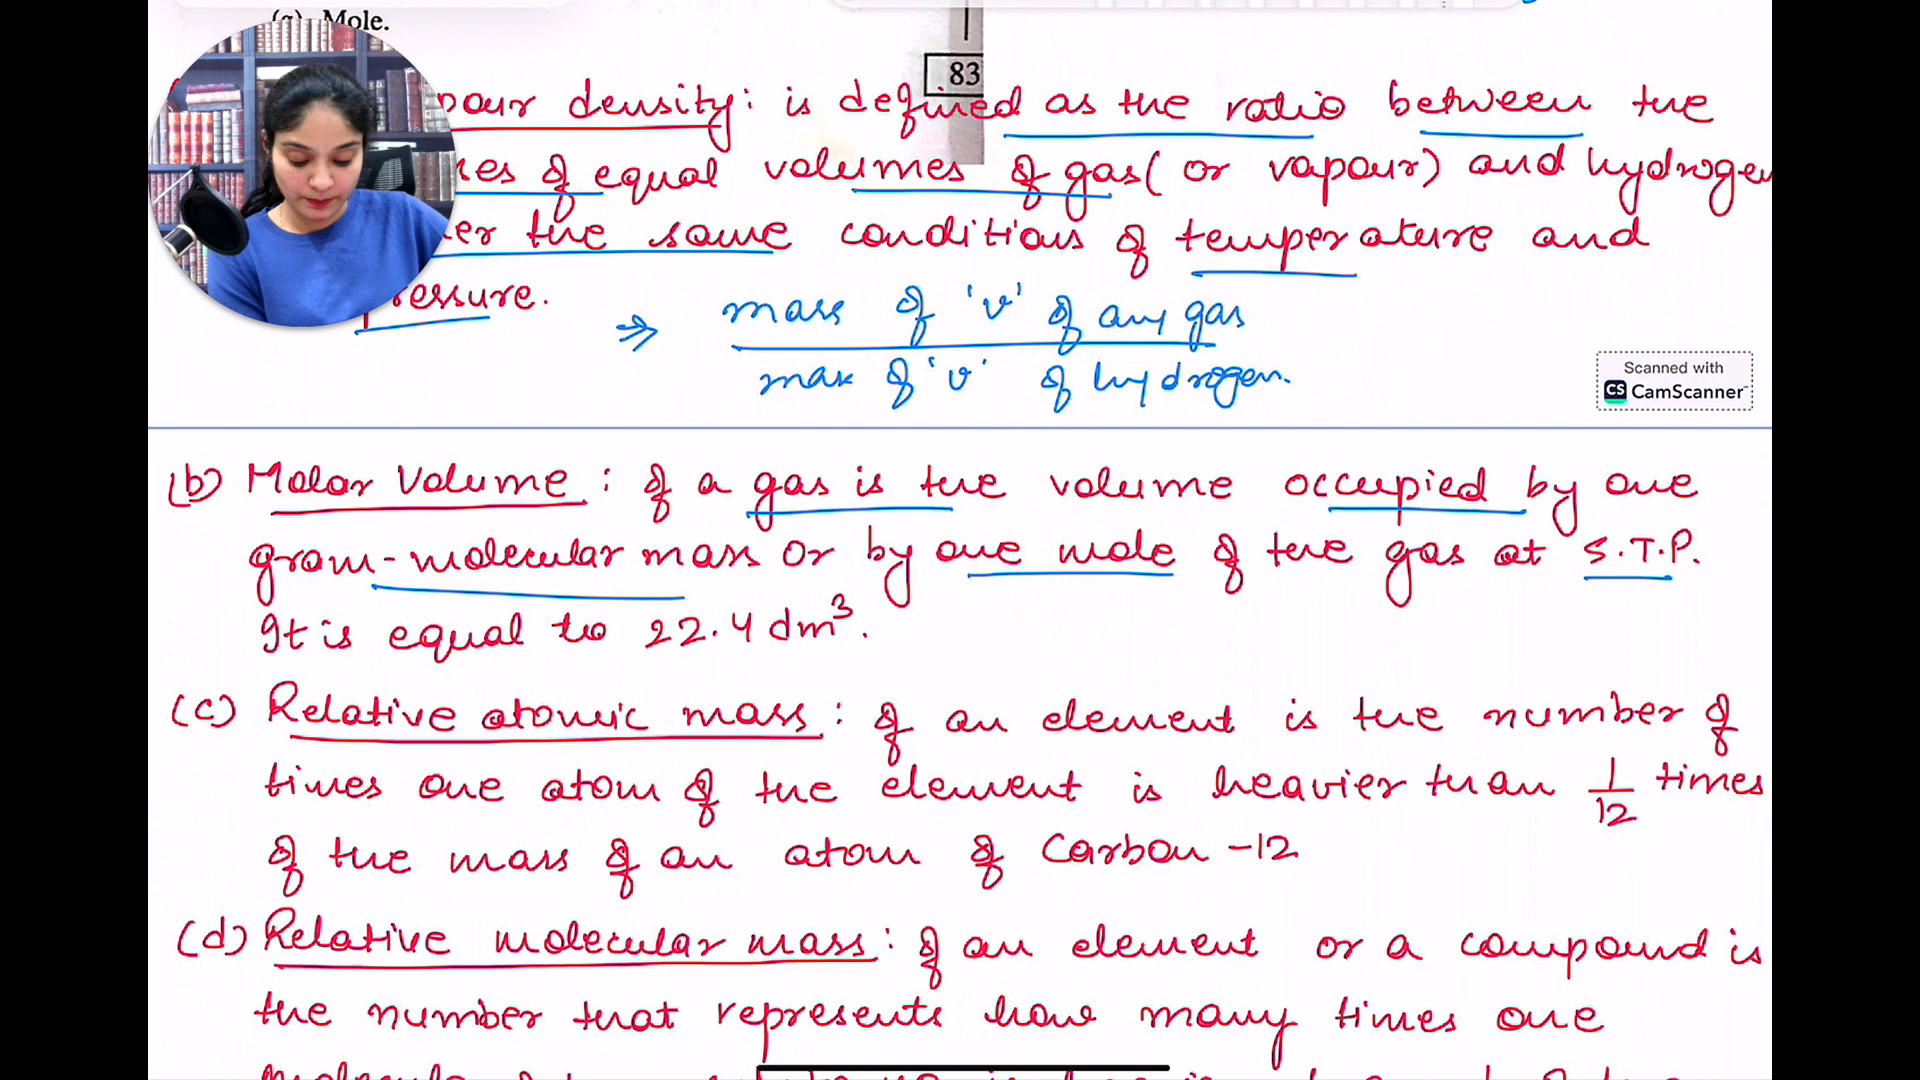 (g) Mole.
83
pour density: is defined as the ratio between the
es of equal volumes of gas( or vapour) and hydrogen
er the same conditions of temperature and
pressure.
⇒ mass of 'v' of any gas
mass of 'v' of hydrogen.
Scanned with
CS CamScanner
(b) Molar Volume : of a gas is the volume occupied by one
gram-molecular mass or by one mole of the gas at S.T.P.
It is equal to 22.4 dm³.
(c) Relative atomic mass : of an element is the number of
times one atom of the element is heavier than 1/12 times
of the mass of an atom of Carbon -12
(d) Relative molecular mass : of an element or a compound is
the number that represents how many times one